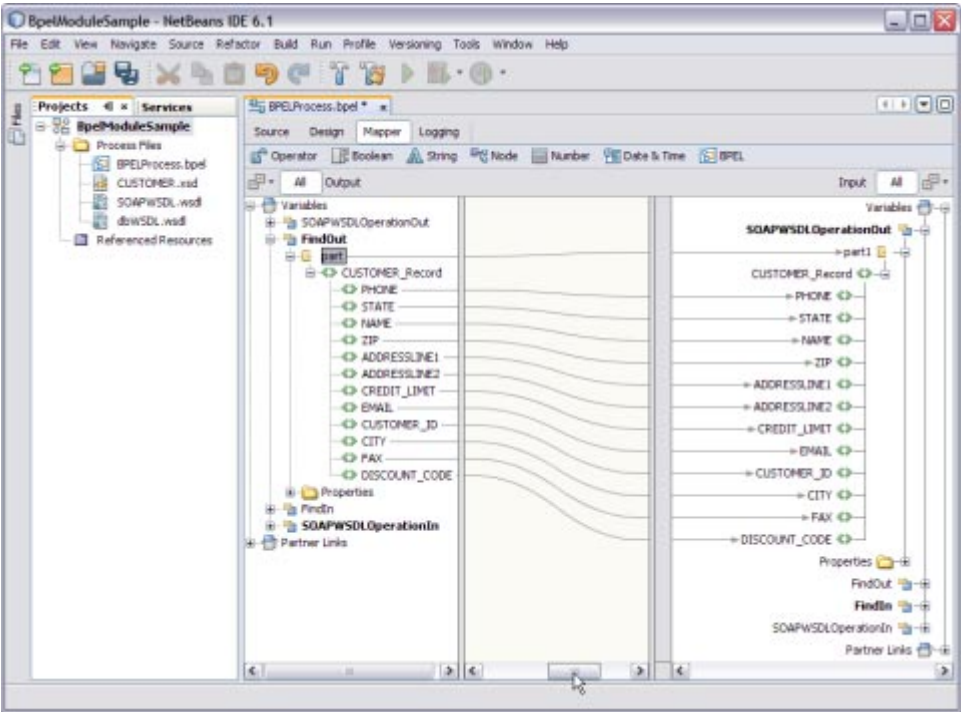 BpelModuleSample - NetBeans IDE 6.1
File Edit View Navigate Source Refactor Build Run Profile Versioning Tools Window Help
Files
Projects Services
BPELProcess.bpel *
BpelModuleSample
Process Files
BPELProcess.bpel
CUSTOMER.xsd
SOAPWSDL.wsdl
dbWSDL.wsdl
Referenced Resources
Source Design Mapper Logging
Operator Boolean String Node Number Date & Time BPEL
All Output
Input All
Variables
SOAPWSDLOperationOut
FindOut
part
CUSTOMER_Record
PHONE
STATE
NAME
ZIP
ADDRESSLINE1
ADDRESSLINE2
CREDIT_LIMIT
EMAIL
CUSTOMER_ID
CITY
FAX
DISCOUNT_CODE
Properties
FindIn
SOAPWSDLOperationIn
Partner Links
Variables
SOAPWSDLOperationOut
part1
CUSTOMER_Record
PHONE
STATE
NAME
ZIP
ADDRESSLINE1
ADDRESSLINE2
CREDIT_LIMIT
EMAIL
CUSTOMER_ID
CITY
FAX
DISCOUNT_CODE
Properties
FindOut
FindIn
SOAPWSDLOperationIn
Partner Links